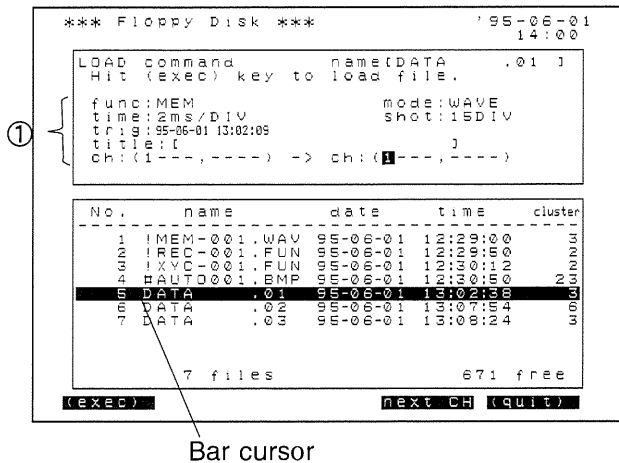 *** Floppy Disk *** '95-06-01
14:00
LOAD command name[DATA .01 ]
Hit (exec) key to load file.
① func:MEM mode:WAVE
time:2ms/DIV shot:15DIV
trig:95-06-01 13:02:09
title:[ ]
ch:(1---,----) -> ch:(1---,----)
No. name date time cluster
1 !MEM-001.WAV 95-06-01 12:29:00 3
2 !REC-001.FUN 95-06-01 12:29:50 2
3 !XYC-001.FUN 95-06-01 12:30:12 2
4 #AUTO001.BMP 95-06-01 12:30:50 23
5 DATA .01 95-06-01 13:02:38 3
6 DATA .02 95-06-01 13:07:54 6
7 DATA .03 95-06-01 13:08:24 3
7 files 671 free
(exec) next CH (quit)
Bar cursor